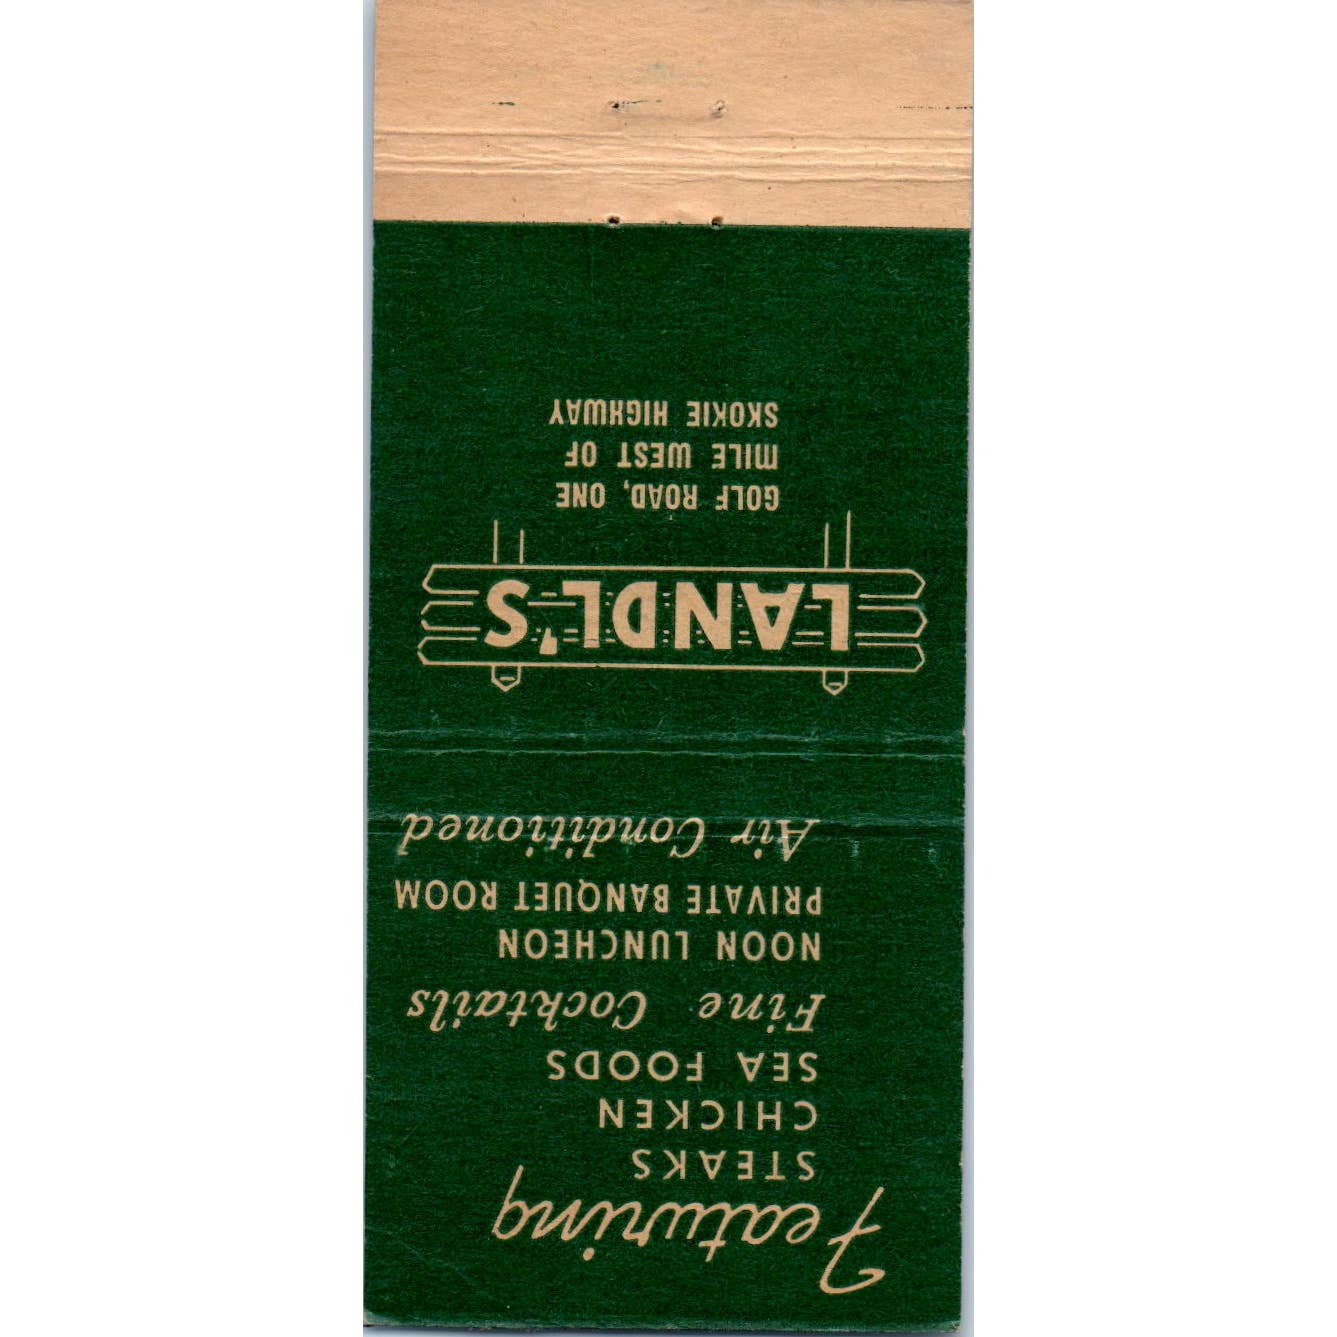 Featuring
STEAKS
CHICKEN
SEA FOODS
Fine Cocktails
NOON LUNCHEON
PRIVATE BANQUET ROOM
Air Conditioned
LANDL'S
GOLF ROAD, ONE
MILE WEST OF
SKOKIE HIGHWAY